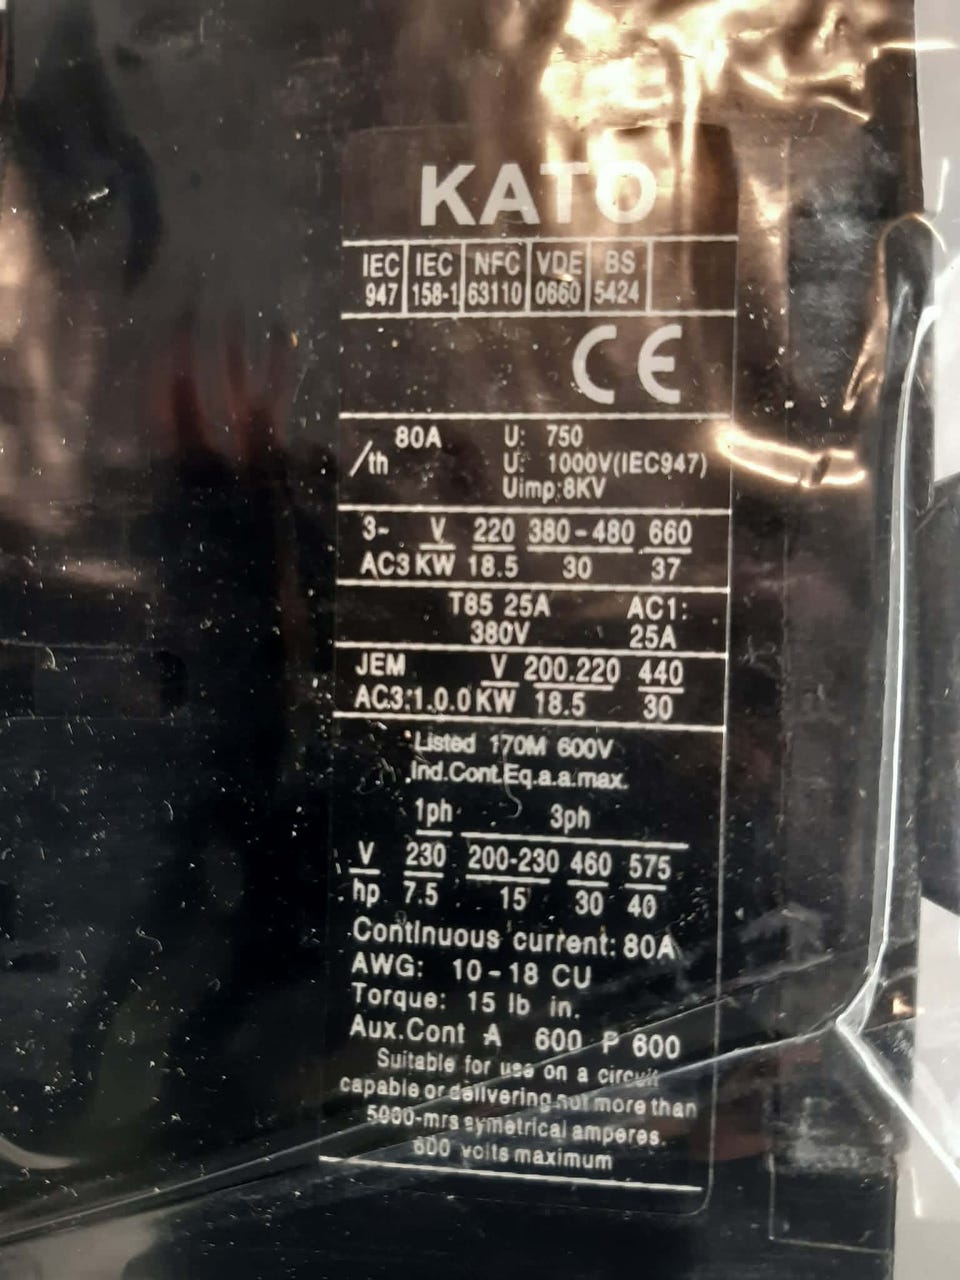 KATO
IEC IEC NFC VDE BS
947 158-1 63110 0660 5424
CE
80A U: 750
/th U: 1000V(IEC947)
Uimp:8KV
3- V 220 380-480 660
AC3 KW 18.5 30 37
T85 25A AC1:
380V 25A
JEM V 200.220 440
AC3:1.0.0 KW 18.5 30
Listed 170M 600V
Ind.Cont.Eq.a.a.max.
1ph 3ph
V 230 200-230 460 575
hp 7.5 15 30 40
Continuous current: 80A
AWG: 10-18 CU
Torque: 15 lb in.
Aux.Cont A 600 P 600
Suitable for use on a circuit
capable or delivering not more than
5000-mrs symetrical amperes.
600 volts maximum